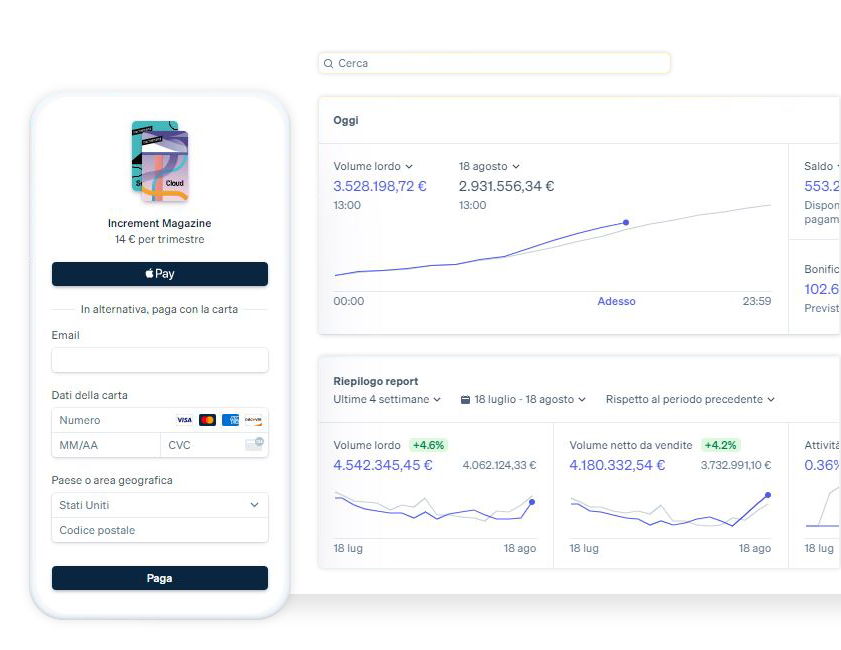 Cerca
Cloud
Increment Magazine
14 € per trimestre
Pay
In alternativa, paga con la carta
Email
Dati della carta
Numero VISA
MM/AA CVC
Paese o area geografica
Stati Uniti
Codice postale
Paga
Oggi
Volume lordo 18 agosto
3.528.198,72 € 2.931.556,34 €
13:00 13:00
00:00 Adesso 23:59
Saldo
553.2
Dispon
pagam
Bonific
102.6
Previst
Riepilogo report
Ultime 4 settimane 18 luglio - 18 agosto Rispetto al periodo precedente
Volume lordo +4.6%
4.542.345,45 € 4.062.124,33 €
18 lug 18 ago
Volume netto da vendite +4.2%
4.180.332,54 € 3.732.991,10 €
18 lug 18 ago
Attività
0.36%
18 lug